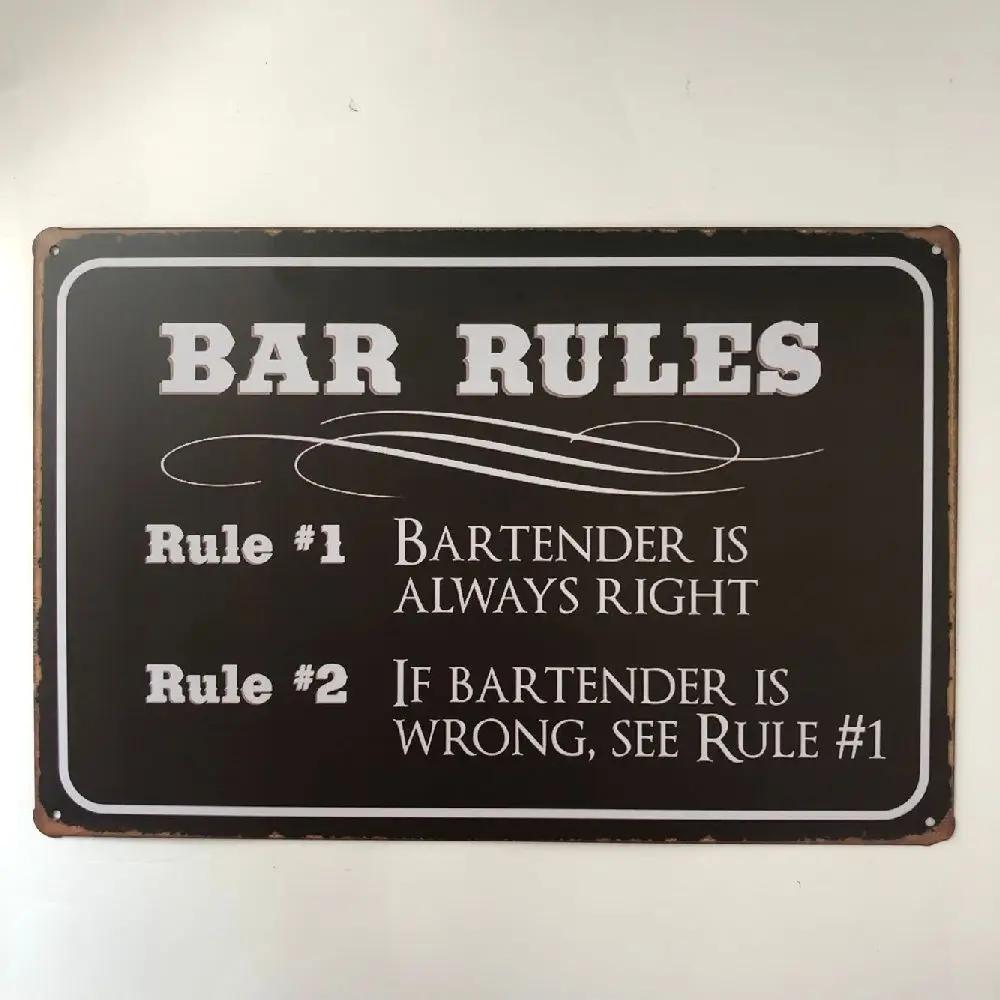 BAR RULES
Rule #1 BARTENDER IS
ALWAYS RIGHT
Rule #2 IF BARTENDER IS
WRONG, SEE RULE #1